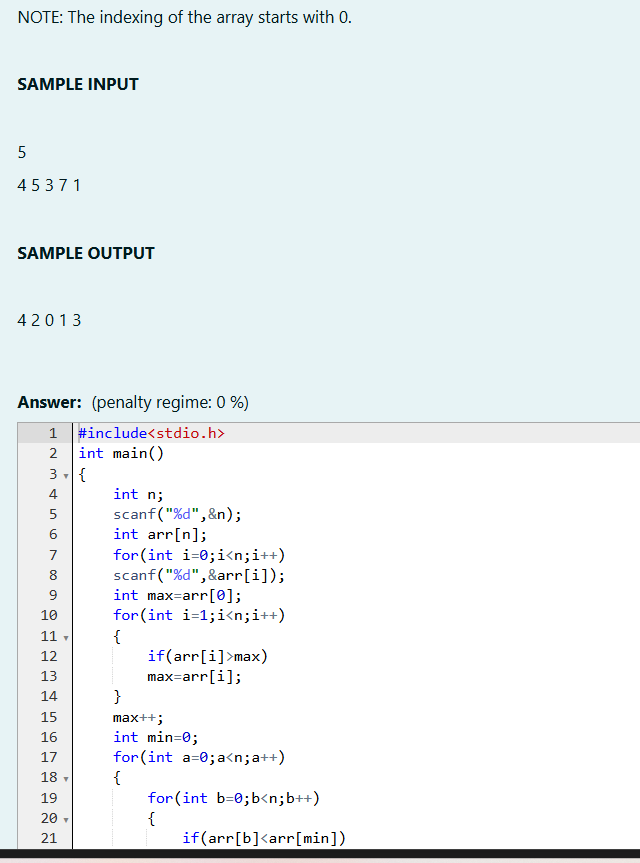 NOTE: The indexing of the array starts with 0.
SAMPLE INPUT
5
4 5 3 7 1
SAMPLE OUTPUT
4 2 0 1 3
Answer: (penalty regime: 0 %)
1 #include<stdio.h>
2 int main()
3 {
4 int n;
5 scanf("%d",&n);
6 int arr[n];
7 for(int i=0;i<n;i++)
8 scanf("%d",&arr[i]);
9 int max=arr[0];
10 for(int i=1;i<n;i++)
11 {
12 if(arr[i]>max)
13 max=arr[i];
14 }
15 max++;
16 int min=0;
17 for(int a=0;a<n;a++)
18 {
19 for(int b=0;b<n;b++)
20 {
21 if(arr[b]<arr[min])